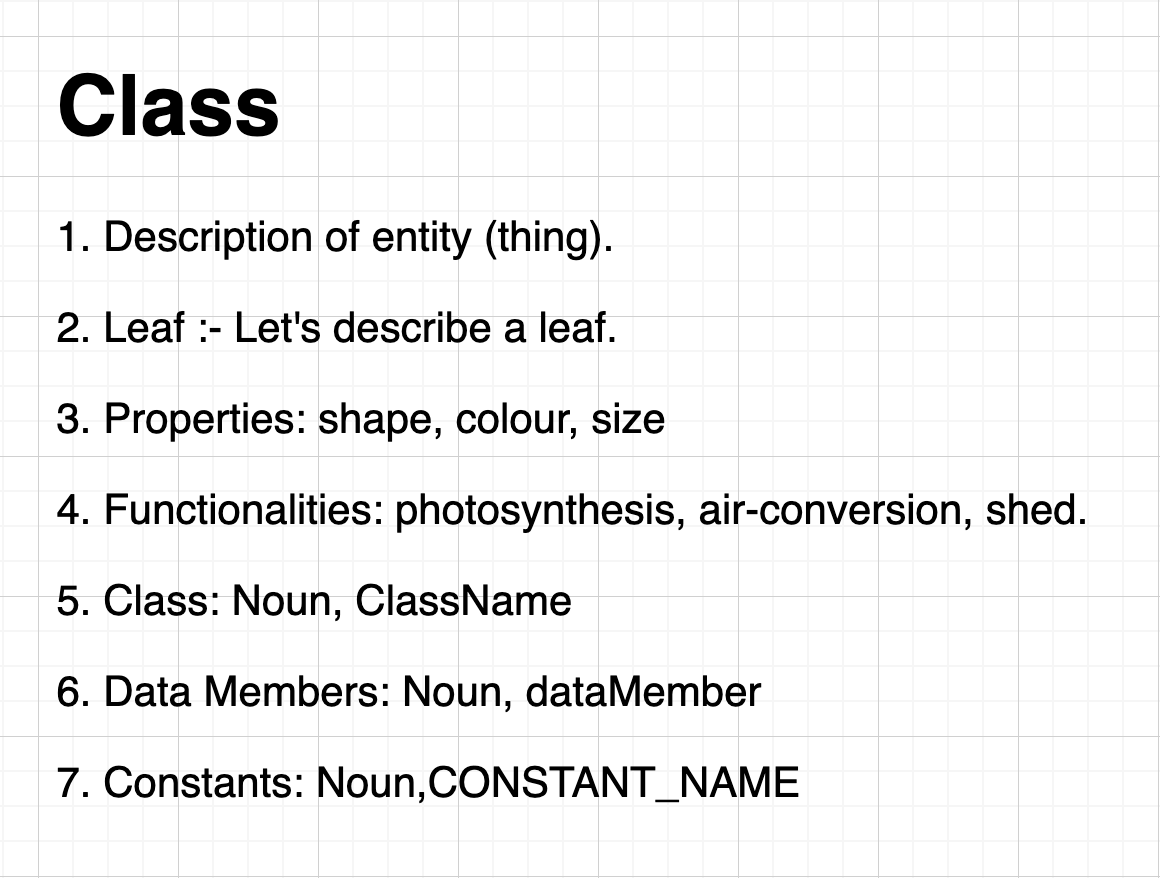 Class
1. Description of entity (thing).
2. Leaf :- Let's describe a leaf.
3. Properties: shape, colour, size
4. Functionalities: photosynthesis, air-conversion, shed.
5. Class: Noun, ClassName
6. Data Members: Noun, dataMember
7. Constants: Noun,CONSTANT_NAME